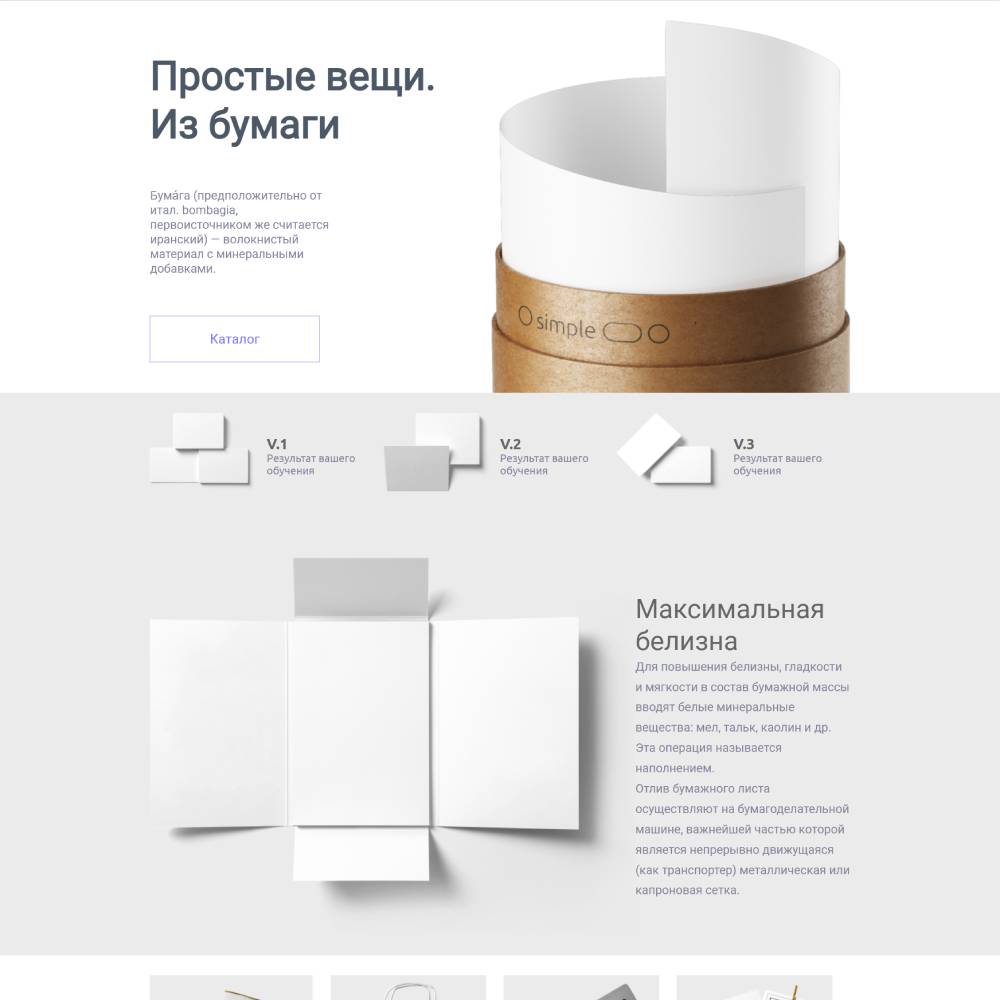 Простые вещи.
Из бумаги
Бума́га (предположительно от
итал. bombagia,
первоисточником же считается
иранский) — волокнистый
материал с минеральными
добавками.
Каталог
simple
V.1
Результат вашего
обучения
V.2
Результат вашего
обучения
V.3
Результат вашего
обучения
Максимальная
белизна
Для повышения белизны, гладкости
и мягкости в состав бумажной массы
вводят белые минеральные
вещества: мел, тальк, каолин и др.
Эта операция называется
наполнением.
Отлив бумажного листа
осуществляют на бумагоделательной
машине, важнейшей частью которой
является непрерывно движущаяся
(как транспортер) металлическая или
капроновая сетка.